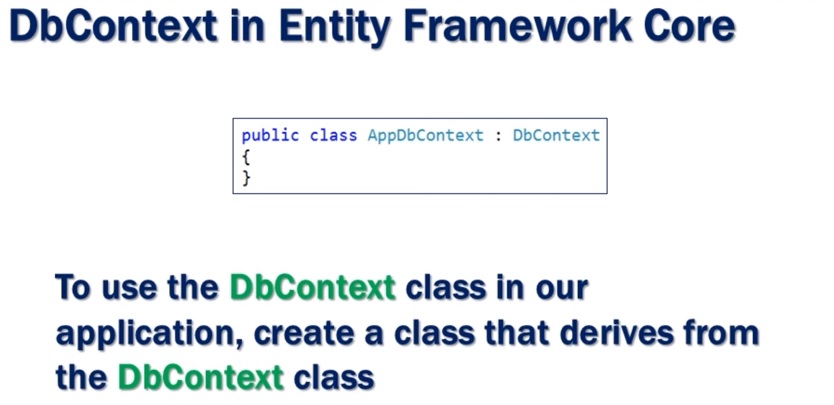 DbContext in Entity Framework Core
public class AppDbContext : DbContext
{
}
To use the DbContext class in our
application, create a class that derives from
the DbContext class